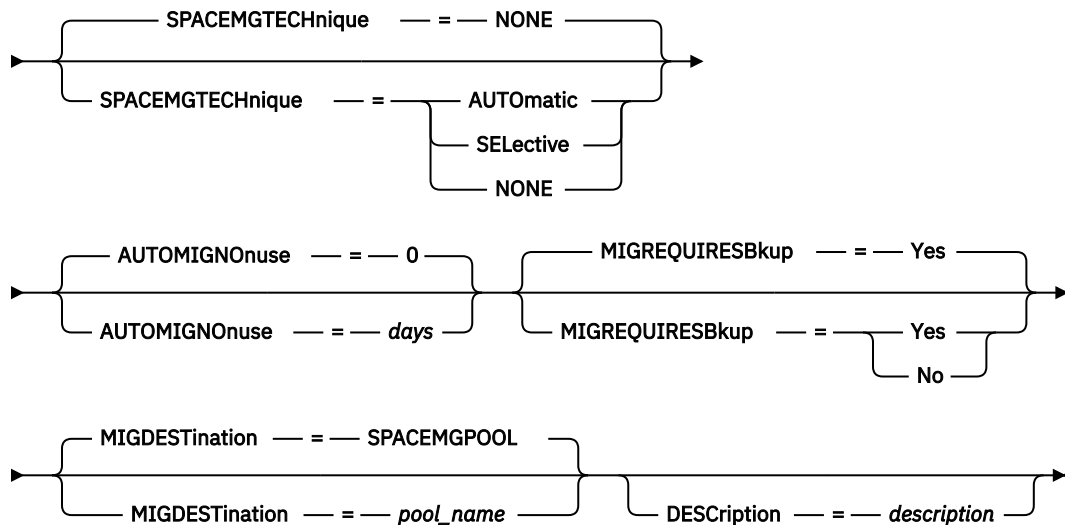 SPACEMGTECHnique = NONE
SPACEMGTECHnique = AUTOmatic
SELective
NONE
AUTOMIGNOnuse = 0
MIGREQUIRESBkup = Yes
AUTOMIGNOnuse = days
MIGREQUIRESBkup = Yes
No
MIGDESTination = SPACEMGPOOL
MIGDESTination = pool_name
DESCription = description